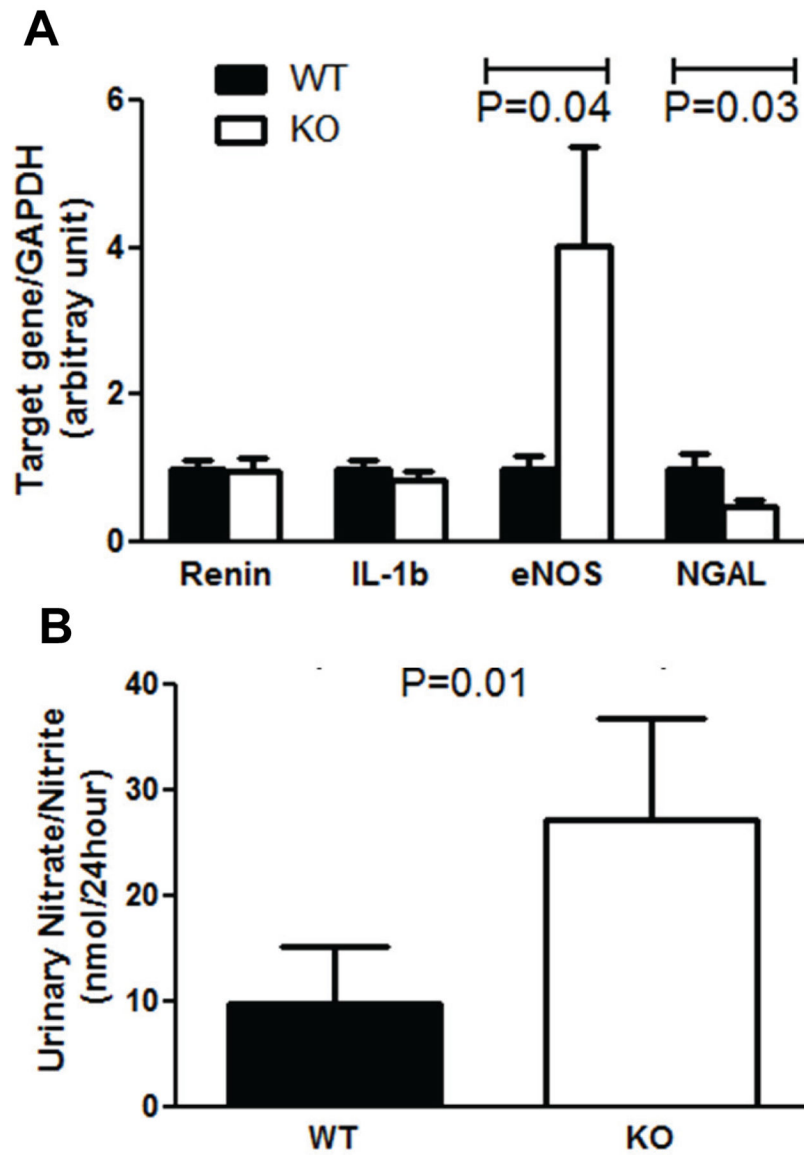 A
WT
KO
P=0.04 P=0.03
Target gene/GAPDH
(arbitray unit)
6
4
2
0
Renin IL-1b eNOS NGAL
B
P=0.01
Urinary Nitrate/Nitrite
(nmol/24hour)
40
30
20
10
0
WT KO